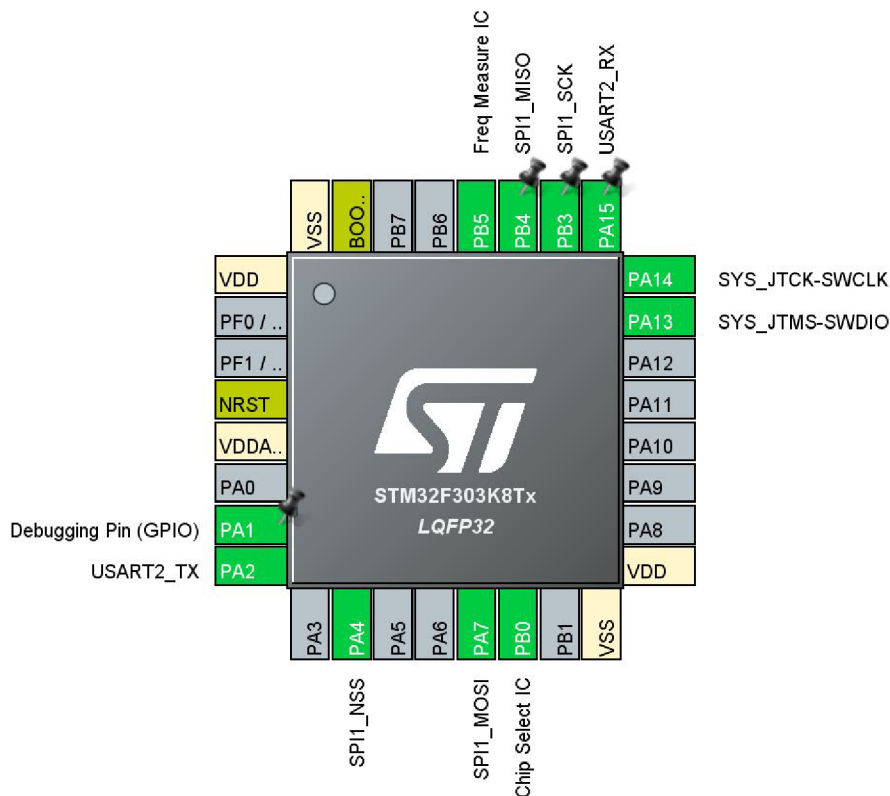 Freq Measure IC
SPI1_MISO
SPI1_SCK
USART2_RX
VSS
BOO..
PB7
PB6
PB5
PB4
PB3
PA15
VDD
PF0 / ..
PF1 / ..
NRST
VDDA..
PA0
Debugging Pin (GPIO) PA1
USART2_TX PA2
PA14 SYS_JTCK-SWCLK
PA13 SYS_JTMS-SWDIO
PA12
PA11
PA10
PA9
PA8
VDD
ST
STM32F303K8Tx
LQFP32
PA3
PA4
PA5
PA6
PA7
PB0
PB1
VSS
SPI1_NSS
SPI1_MOSI
Chip Select IC